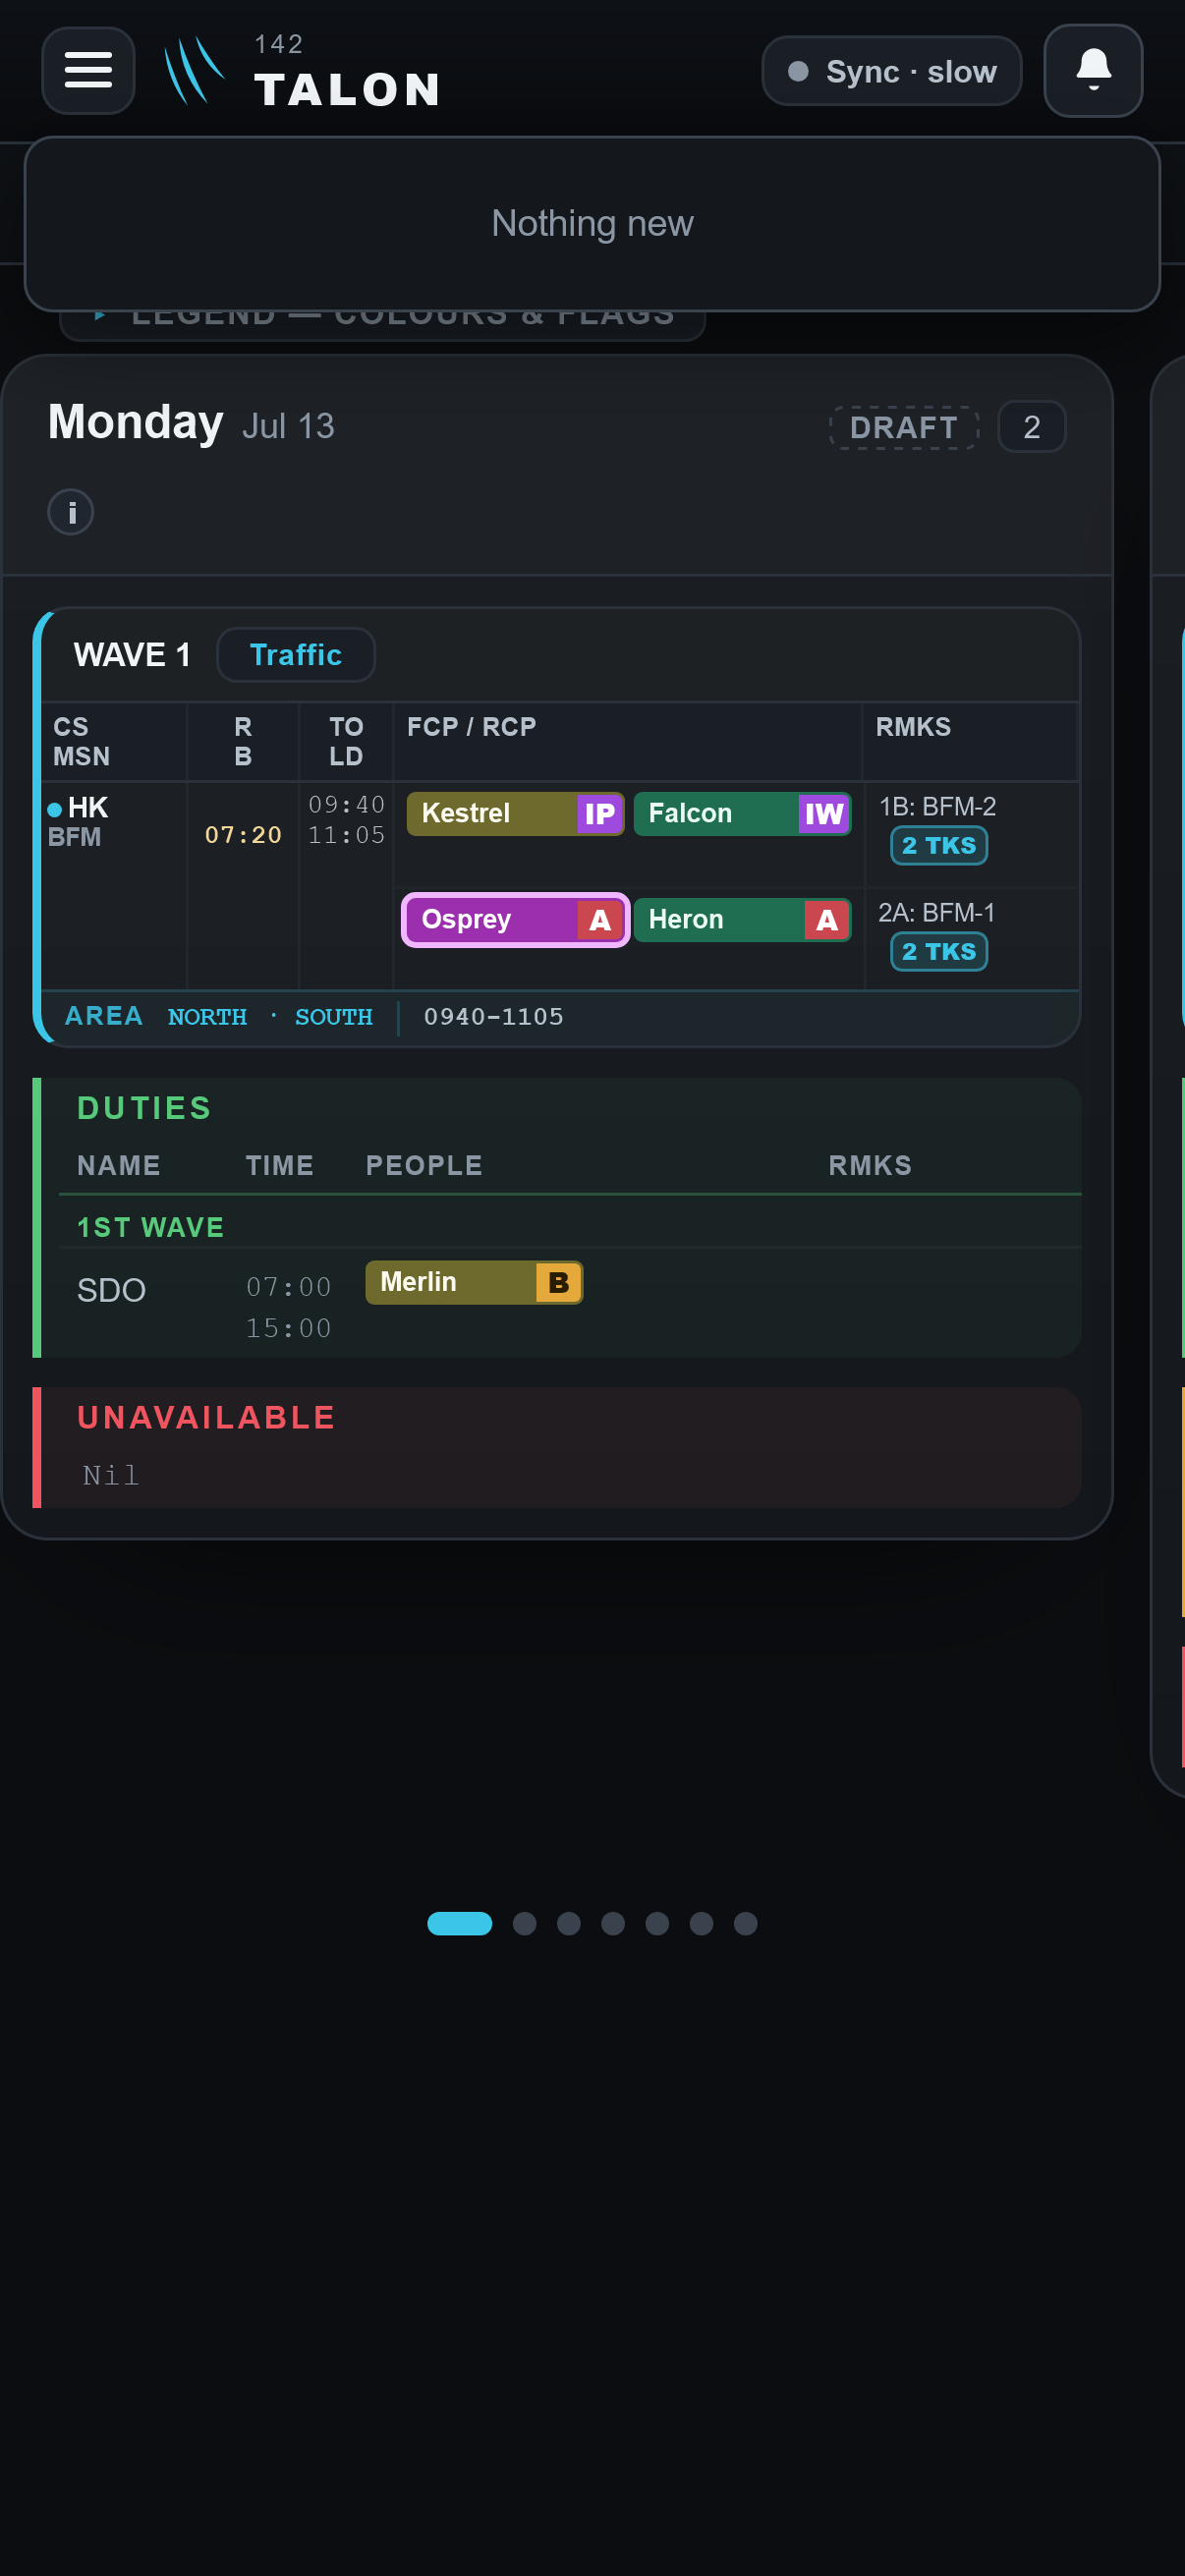 142
TALON
Sync · slow
Nothing new
LEGEND — COLOURS & FLAGS
Monday Jul 13
DRAFT 2
i
WAVE 1 Traffic
CS R TO FCP / RCP RMKS
MSN B LD
HK 09:40 Kestrel IP Falcon IW 1B: BFM-2
BFM 07:20 11:05 2 TKS
Osprey A Heron A 2A: BFM-1
2 TKS
AREA NORTH · SOUTH 0940-1105
DUTIES
NAME TIME PEOPLE RMKS
1ST WAVE
SDO 07:00 Merlin B
15:00
UNAVAILABLE
Nil